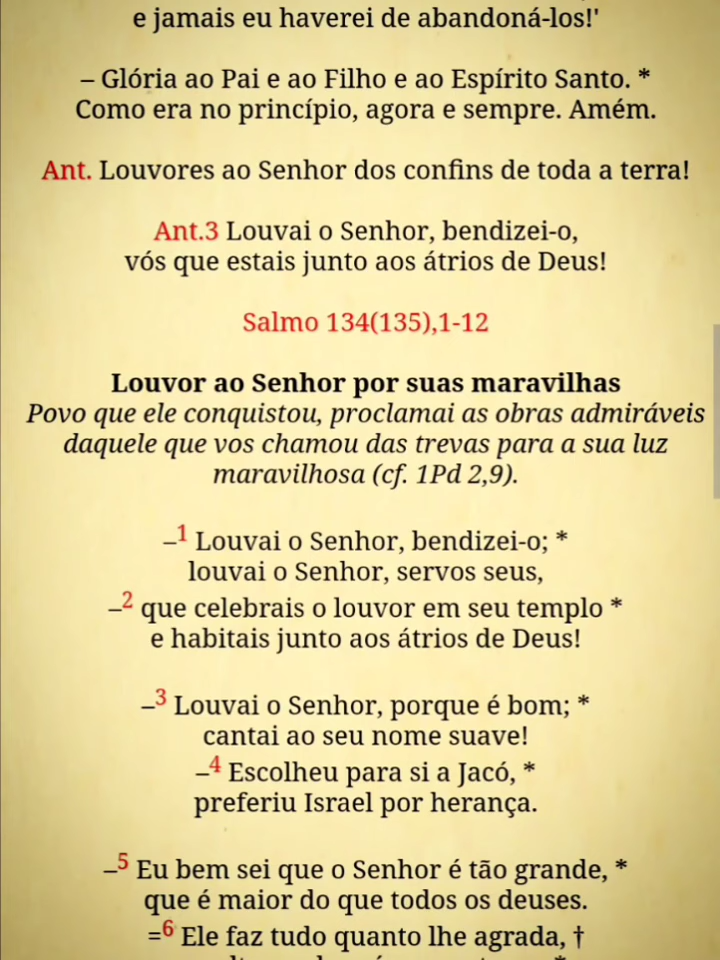 e jamais eu haverei de abandoná-los!'
– Glória ao Pai e ao Filho e ao Espírito Santo. *
Como era no princípio, agora e sempre. Amém.
Ant. Louvores ao Senhor dos confins de toda a terra!
Ant.3 Louvai o Senhor, bendizei-o,
vós que estais junto aos átrios de Deus!
Salmo 134(135),1-12
Louvor ao Senhor por suas maravilhas
Povo que ele conquistou, proclamai as obras admiráveis
daquele que vos chamou das trevas para a sua luz
maravilhosa (cf. 1Pd 2,9).
–1 Louvai o Senhor, bendizei-o; *
louvai o Senhor, servos seus,
–2 que celebrais o louvor em seu templo *
e habitais junto aos átrios de Deus!
–3 Louvai o Senhor, porque é bom; *
cantai ao seu nome suave!
–4 Escolheu para si a Jacó, *
preferiu Israel por herança.
–5 Eu bem sei que o Senhor é tão grande, *
que é maior do que todos os deuses.
=6 Ele faz tudo quanto lhe agrada, †